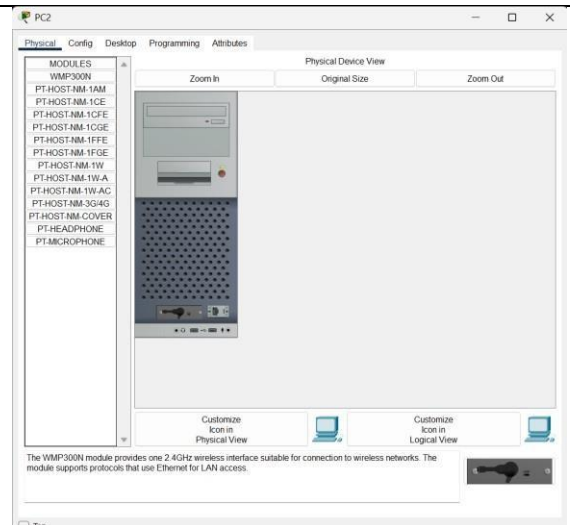 PC2
Physical Config Desktop Programming Attributes
MODULES
WMP300N
PT-HOST-NM-1AM
PT-HOST-NM-1CE
PT-HOST-NM-1CFE
PT-HOST-NM-1CGE
PT-HOST-NM-1FFE
PT-HOST-NM-1FGE
PT-HOST-NM-1W
PT-HOST-NM-1W-A
PT-HOST-NM-1W-AC
PT-HOST-NM-3G/4G
PT-HOST-NM-COVER
PT-HEADPHONE
PT-MICROPHONE
Physical Device View
Zoom In Original Size Zoom Out
Customize
Icon in
Physical View
Customize
Icon in
Logical View
The WMP300N module provides one 2.4GHz wireless interface suitable for connection to wireless networks. The
module supports protocols that use Ethernet for LAN access.